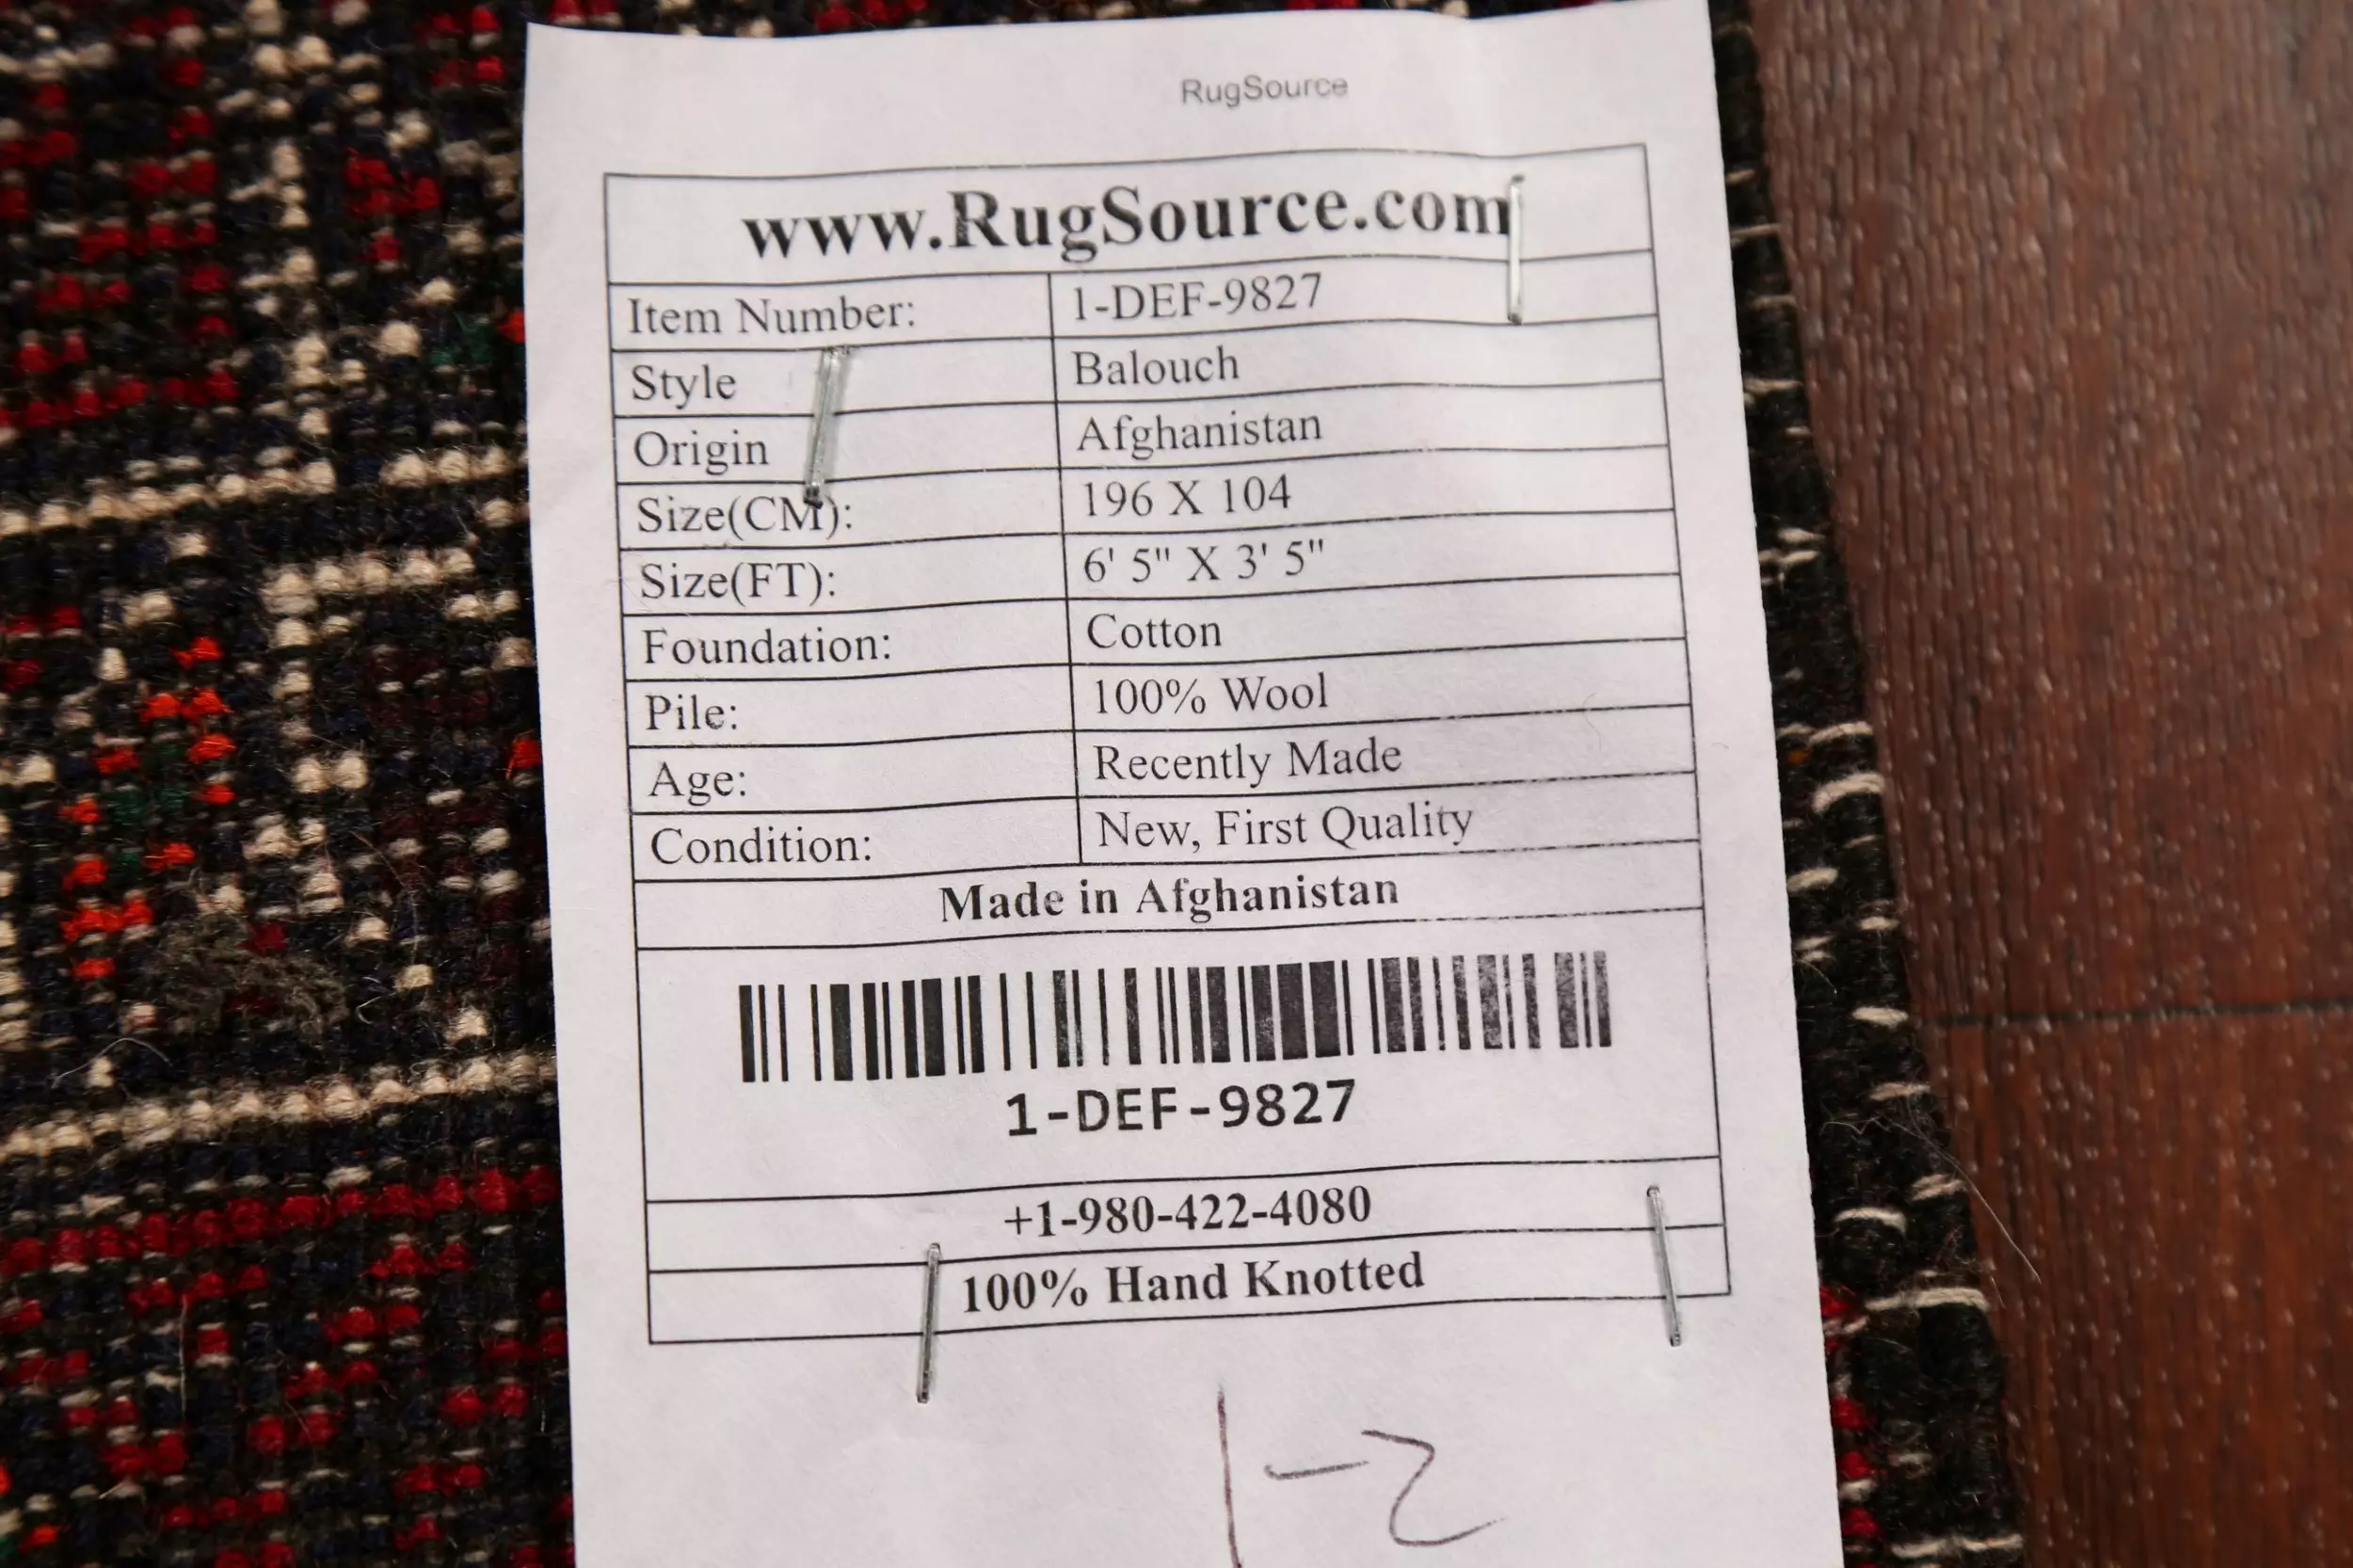 RugSource
www.RugSource.com
Item Number: 1-DEF-9827
Style Balouch
Origin Afghanistan
Size(CM): 196 X 104
Size(FT): 6' 5" X 3' 5"
Foundation: Cotton
Pile: 100% Wool
Age: Recently Made
Condition: New, First Quality
Made in Afghanistan
1-DEF-9827
+1-980-422-4080
100% Hand Knotted
1-2